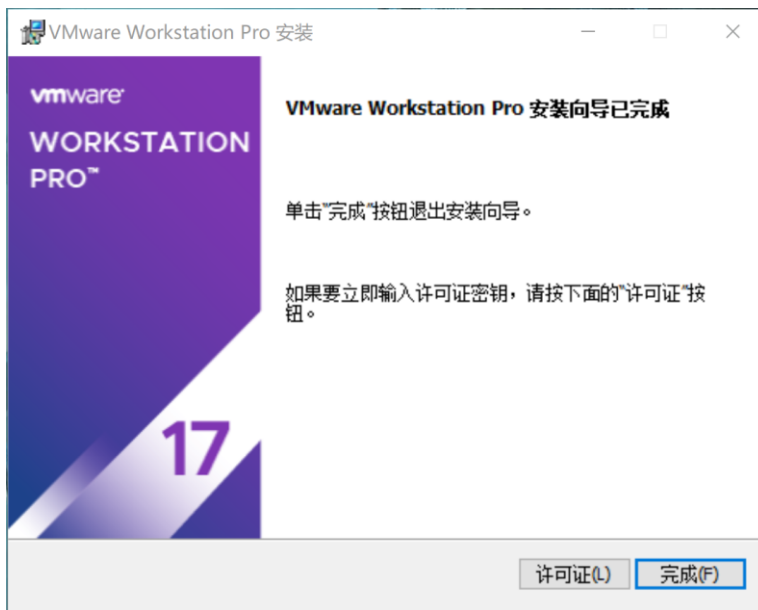 VMware Workstation Pro 安装
vmware®
WORKSTATION
PRO™
17
VMware Workstation Pro 安装向导已完成
单击"完成"按钮退出安装向导。
如果要立即输入许可证密钥，请按下面的"许可证"按
钮。
许可证(L)
完成(F)